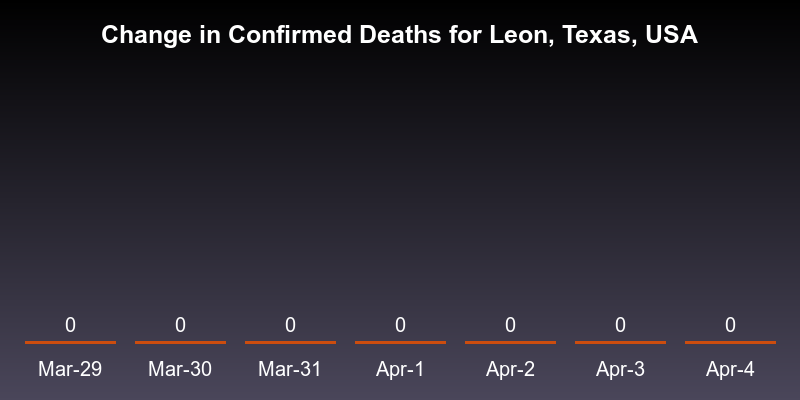 Change in Confirmed Deaths for Leon, Texas, USA
0 0 0 0 0 0 0
Mar-29 Mar-30 Mar-31 Apr-1 Apr-2 Apr-3 Apr-4